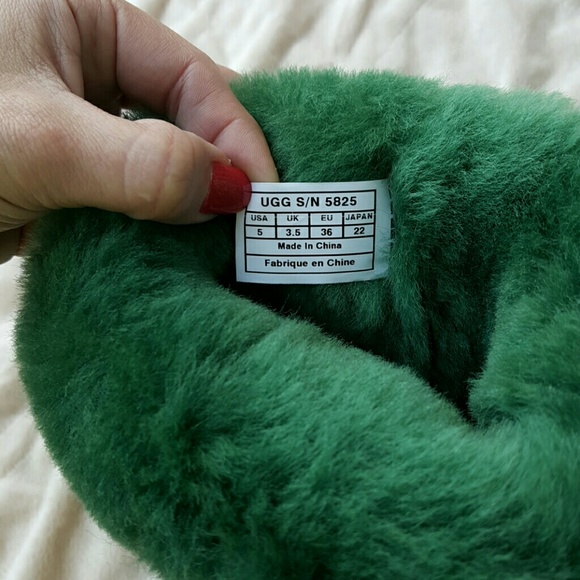 UGG S/N 5825
USA UK EU JAPAN
5 3.5 36 22
Made In China
Fabrique en Chine